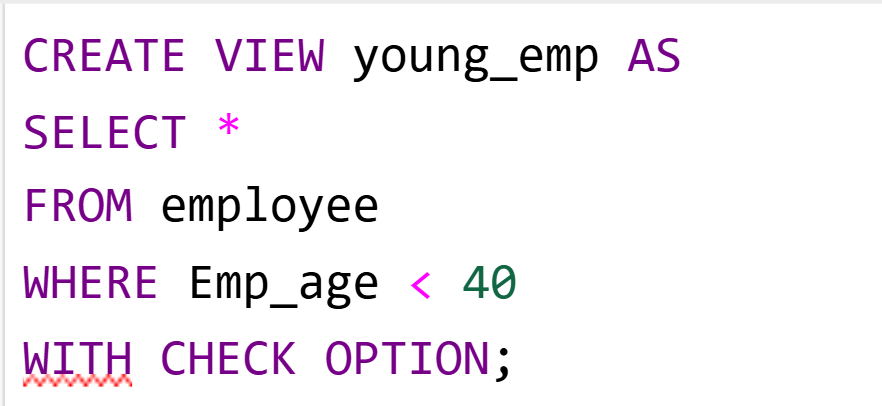 CREATE VIEW young_emp AS
SELECT *
FROM employee
WHERE Emp_age < 40
WITH CHECK OPTION;